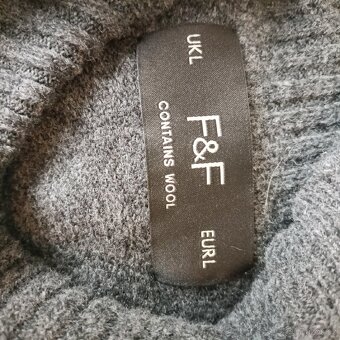 F&F
CONTAINS WOOL
UKL EURL